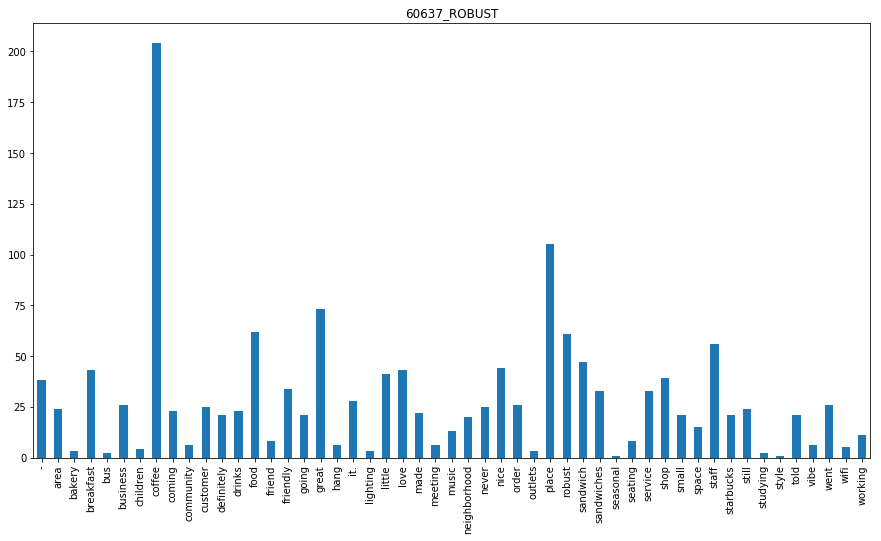 60637_ROBUST
200
175
150
125
100
75
50
25
0
-
area
bakery
breakfast
bus
business
children
coffee
coming
community
customer
definitely
drinks
food
friend
friendly
going
great
hang
it.
lighting
little
love
made
meeting
music
neighborhood
never
nice
order
outlets
place
robust
sandwich
sandwiches
seasonal
seating
service
shop
small
space
staff
starbucks
still
studying
style
told
vibe
went
wifi
working